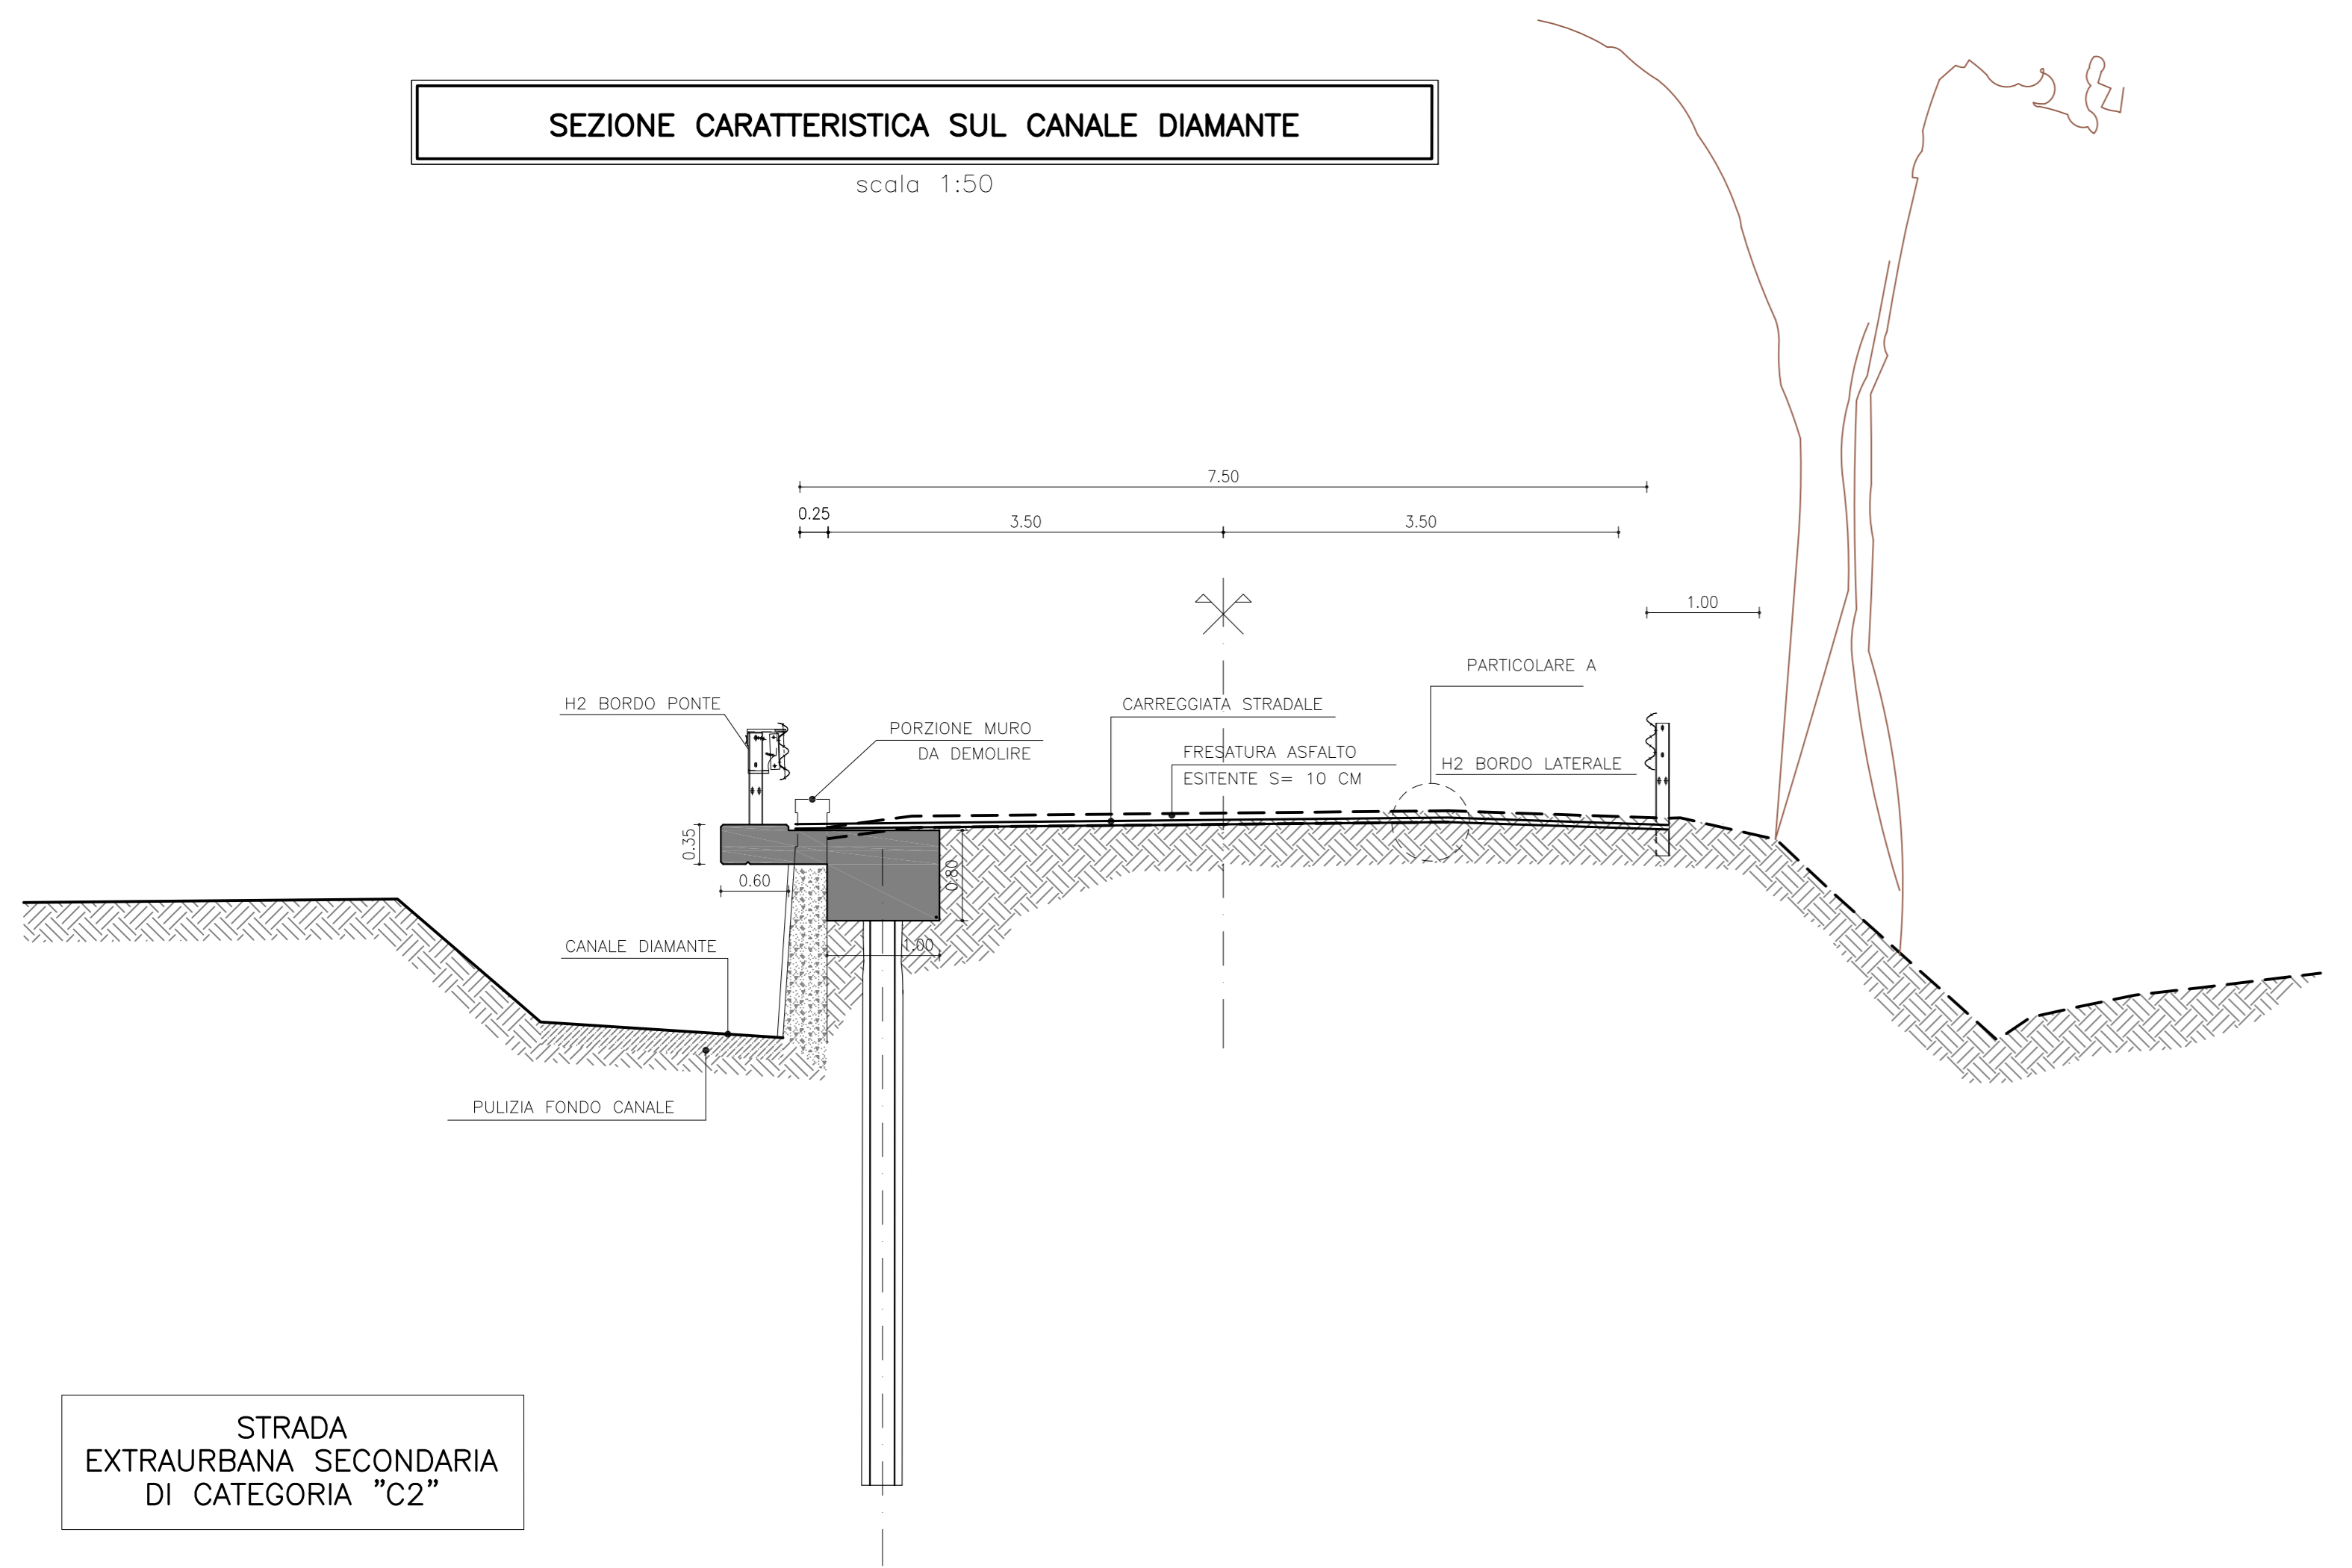 SEZIONE CARATTERISTICA SUL CANALE DIAMANTE
scala 1:50
7.50
0.25
3.50
3.50
1.00
PARTICOLARE A
H2 BORDO PONTE
CARREGGIATA STRADALE
PORZIONE MURO
DA DEMOLIRE
FRESATURA ASFALTO
ESITENTE S= 10 CM
H2 BORDO LATERALE
0.35
0.60
0.80
CANALE DIAMANTE
1.00
PULIZIA FONDO CANALE
STRADA
EXTRAURBANA SECONDARIA
DI CATEGORIA "C2"